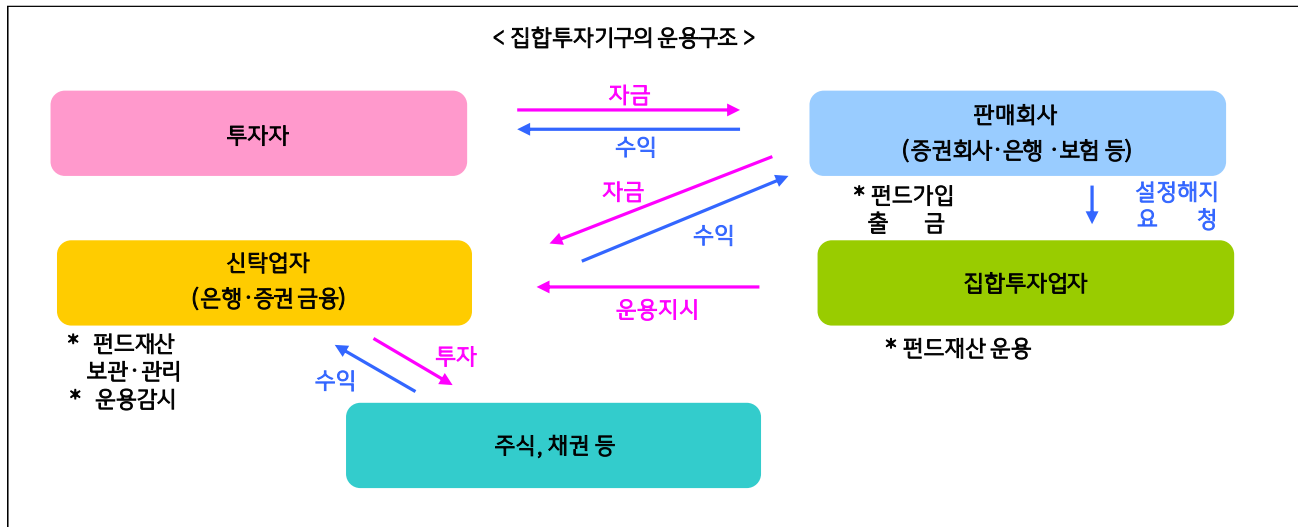 < 집합투자기구의 운용구조 >
투자자
자금
수익
판매회사
(증권회사·은행 ·보험 등)
자금
수익
* 펀드가입
출 금
설정해지
요 청
신탁업자
(은행·증권 금융)
운용지시
집합투자업자
* 펀드재산
보관·관리
* 운용감시
투자
수익
* 펀드재산 운용
주식, 채권 등